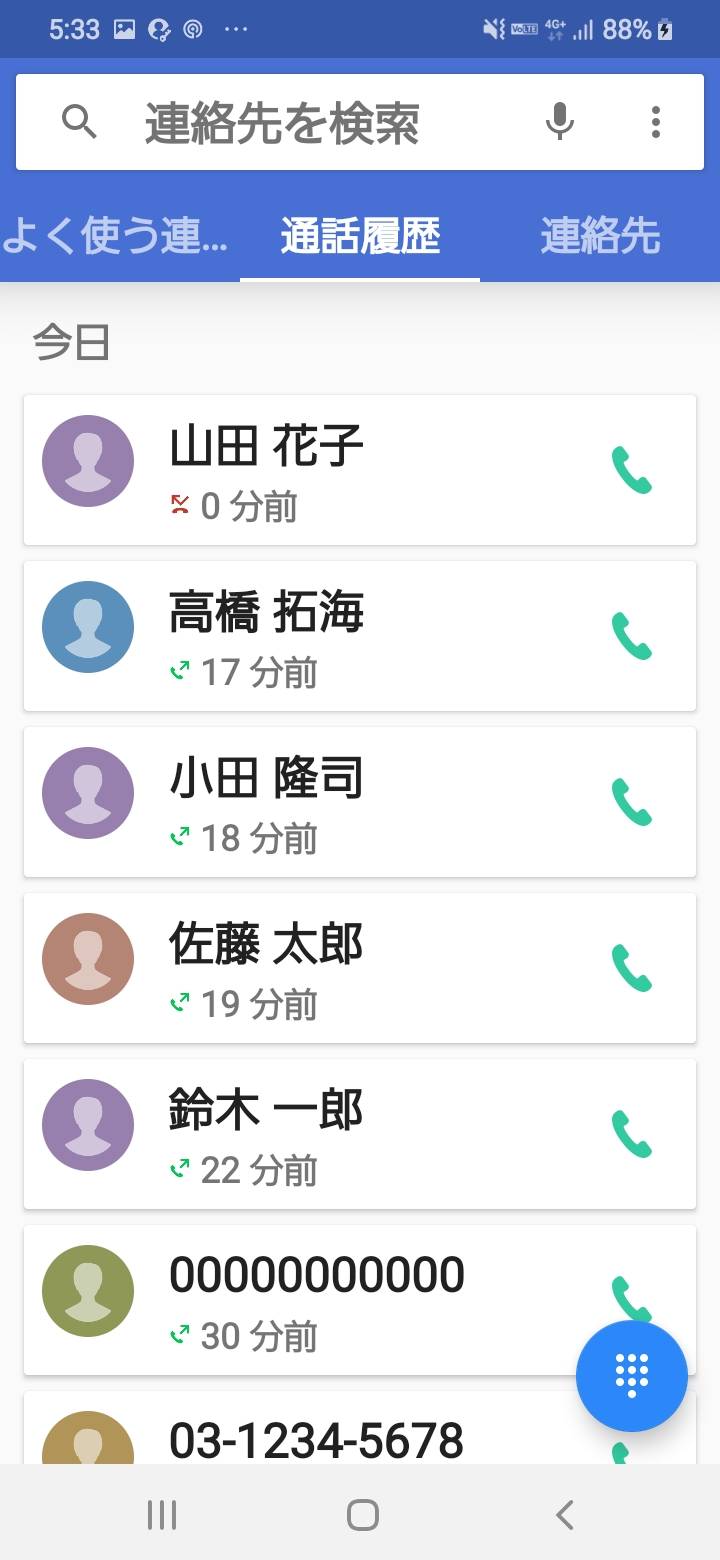 5:33 VoLTE 4G+ 88%
連絡先を検索
よく使う連... 通話履歴 連絡先
今日
山田 花子
0 分前
高橋 拓海
17 分前
小田 隆司
18 分前
佐藤 太郎
19 分前
鈴木 一郎
22 分前
00000000000
30 分前
03-1234-5678